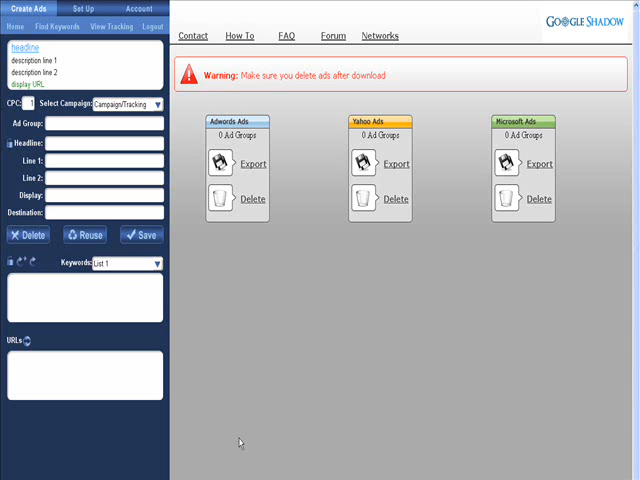 Create Ads Set Up Account
Home Find Keywords View Tracking Logout
headline
description line 1
description line 2
display URL
CPC: 1 Select Campaign: Campaign/Tracking
Ad Group:
Headline:
Line 1:
Line 2:
Display:
Destination:
Delete Reuse Save
Keywords: List 1
URLs
Contact How To FAQ Forum Networks
GOOGLE SHADOW
Warning: Make sure you delete ads after download
Adwords Ads
0 Ad Groups
Export
Delete
Yahoo Ads
0 Ad Groups
Export
Delete
Microsoft Ads
0 Ad Groups
Export
Delete